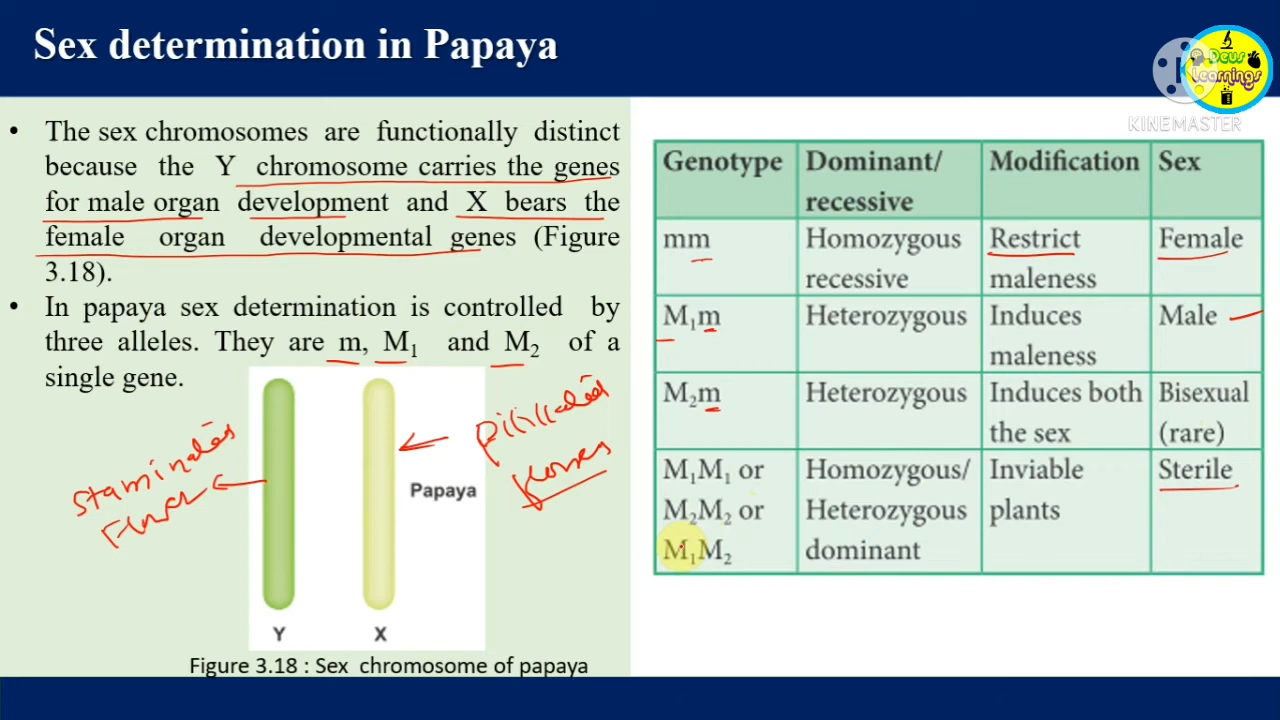 Sex determination in Papaya
Deus
Learnings
KINEMASTER
• The sex chromosomes are functionally distinct
because the Y chromosome carries the genes
for male organ development and X bears the
female organ developmental genes (Figure
3.18).
• In papaya sex determination is controlled by
three alleles. They are m, M₁ and M₂ of a
single gene.
Staminates
Flower
Papaya
Y X
Figure 3.18 : Sex chromosome of papaya
Genotype Dominant/ Modification Sex
recessive
mm Homozygous Restrict Female
recessive maleness
M₁m Heterozygous Induces Male
maleness
M₂m Heterozygous Induces both Bisexual
the sex (rare)
M₁M₁ or Homozygous/ Inviable Sterile
M₂M₂ or Heterozygous plants
M₁M₂ dominant